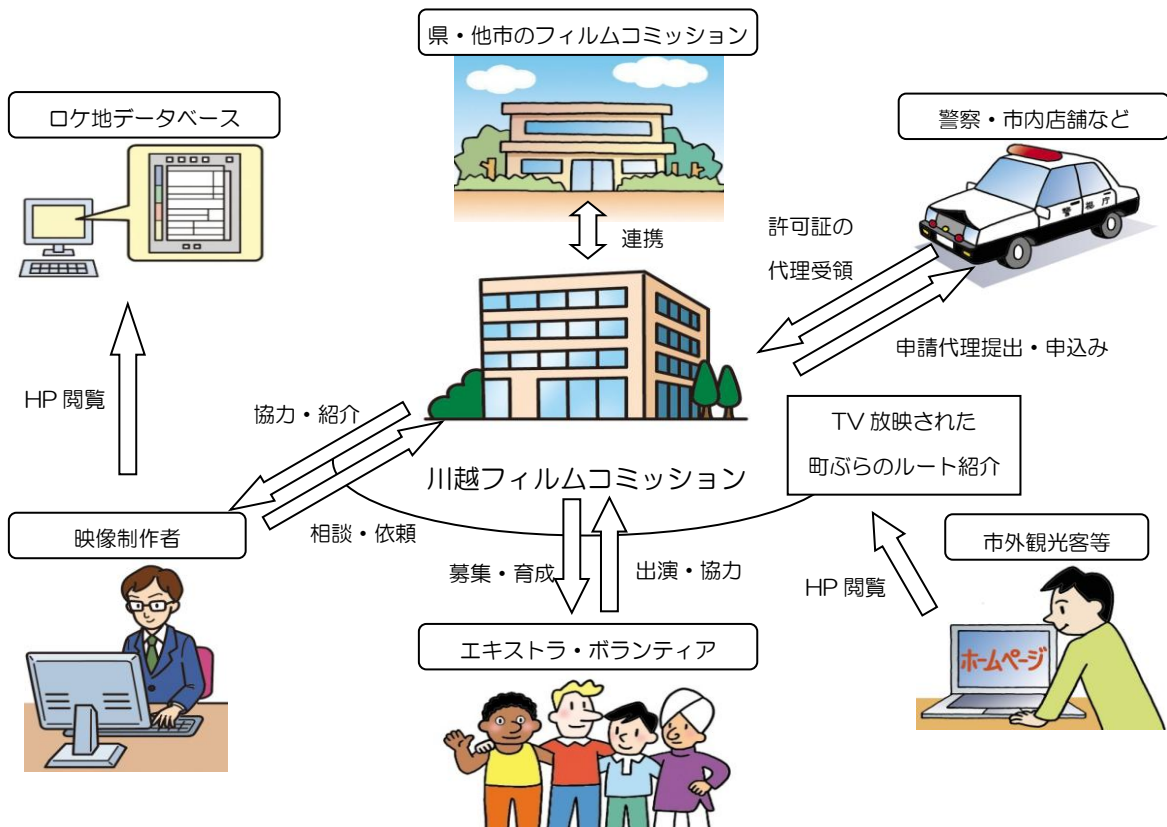 県・他市のフィルムコミッション
ロケ地データベース
警察・市内店舗など
警視庁
連携
許可証の
代理受領
申請代理提出・申込み
HP 閲覧
協力・紹介
TV 放映された
町ぶらのルート紹介
川越フィルムコミッション
相談・依頼
映像制作者
市外観光客等
募集・育成
出演・協力
HP 閲覧
エキストラ・ボランティア
ホームページ